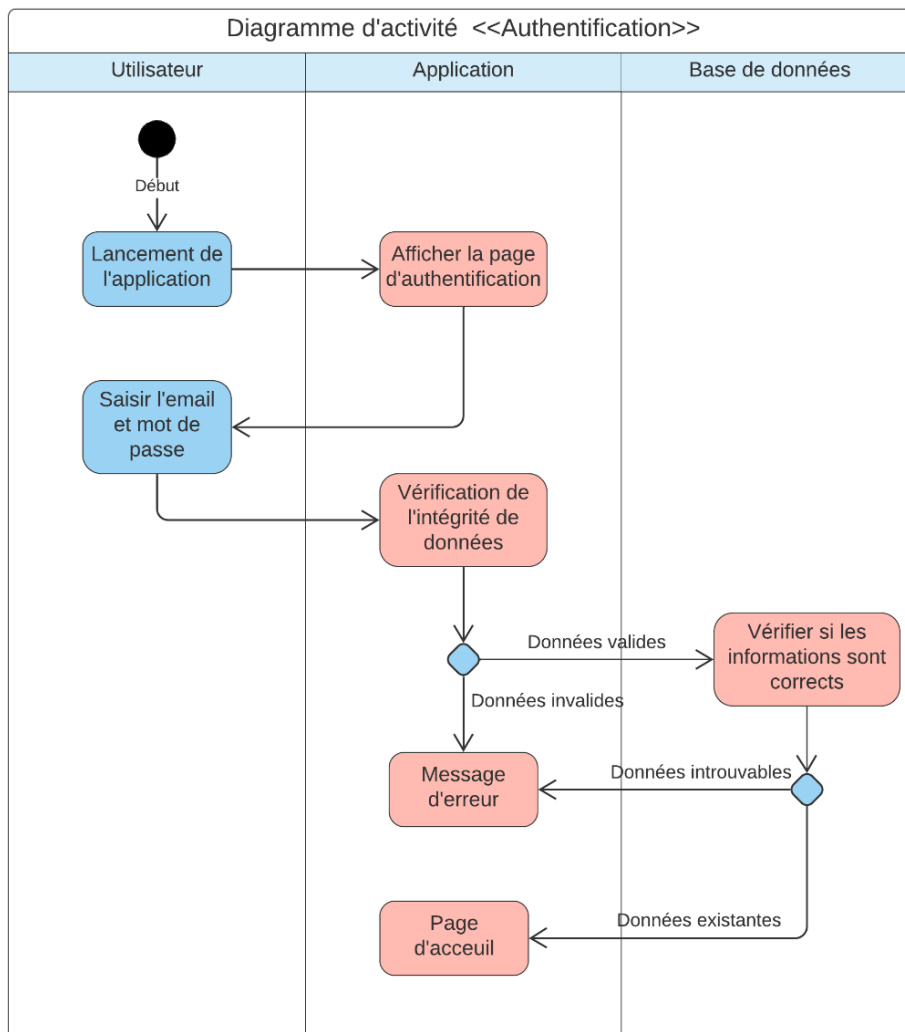 Diagramme d'activité <<Authentification>>
Utilisateur
Application
Base de données
Début
Lancement de
l'application
Afficher la page
d'authentification
Saisir l'email
et mot de
passe
Vérification de
l'intégrité de
données
Données valides
Vérifier si les
informations sont
corrects
Données invalides
Message
d'erreur
Données introuvables
Page
d'acceuil
Données existantes